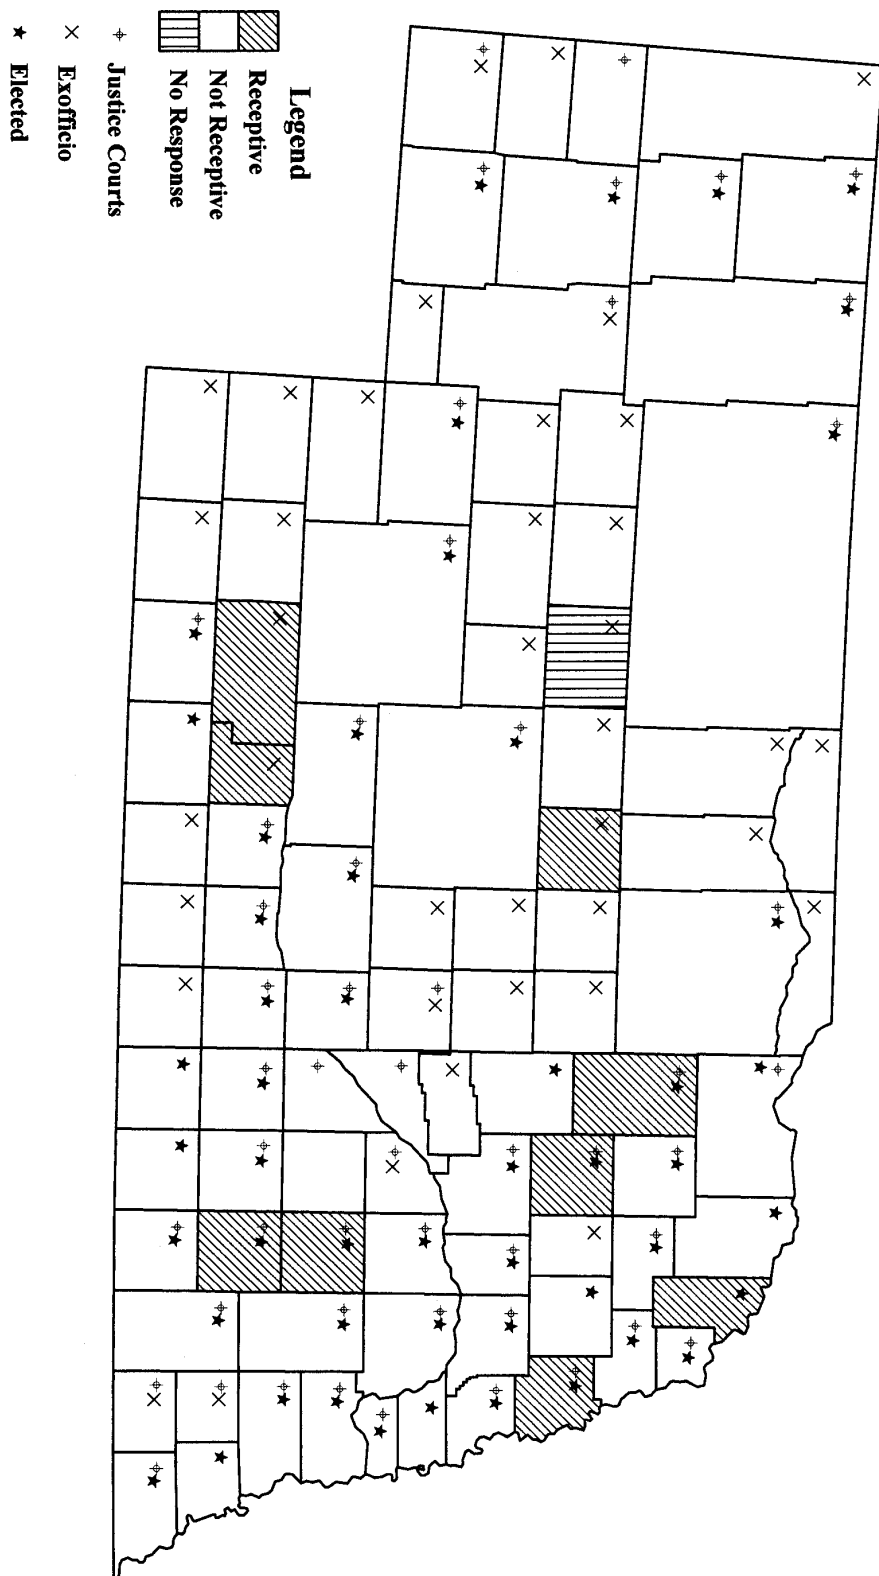 Legend
Receptive
Not Receptive
No Response
Justice Courts
Exofficio
Elected